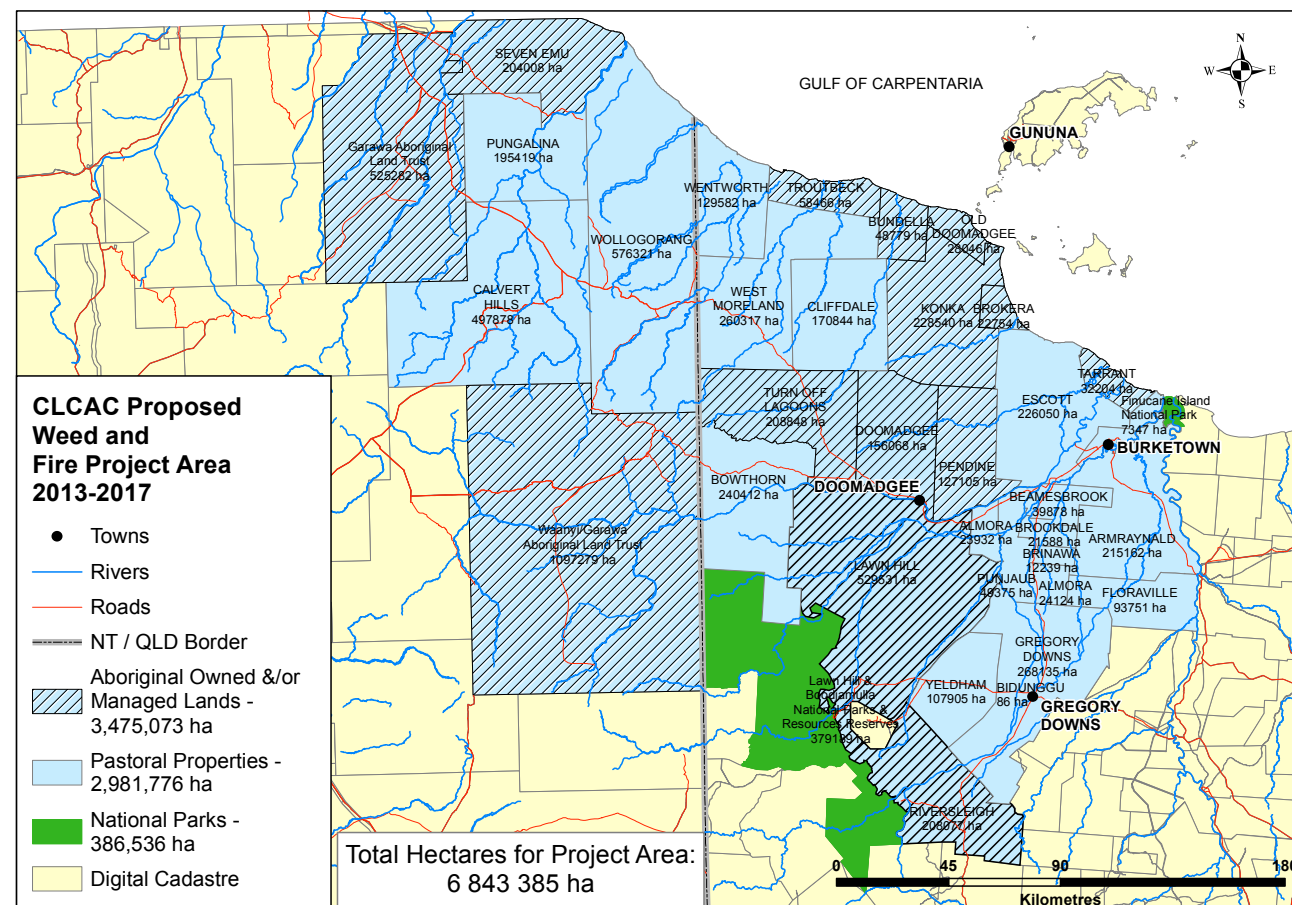 GULF OF CARPENTARIA
N
W
E
S
GUNUNA
SEVEN EMU
204008 ha
Garawa Aboriginal
Land Trust
525282 ha
PUNGALINA
195419 ha
WENTWORTH
129582 ha
TROUTBECK
58466 ha
BUNDELLA
48779 ha
OLD
DOOMADGEE
28046 ha
WOLLOGORANG
576321 ha
CALVERT
HILLS
497878 ha
WEST
MORELAND
260317 ha
CLIFFDALE
170844 ha
KONKA
228540 ha
BROKERA
22754 ha
TARRANT
32204 ha
ESCOTT
226050 ha
Finucane Island
National Park
7347 ha
BURKETOWN
TURN OFF
LAGOONS
208848 ha
DOOMADGEE
156068 ha
PENDINE
127105 ha
BOWTHORN
240412 ha
DOOMADGEE
BEAMESBROOK
39878 ha
ALMORA
23932 ha
BROOKDALE
21588 ha
BRINAWA
12239 ha
ARMRAYNALD
215162 ha
Waanyi/Garawa
Aboriginal Land Trust
1097279 ha
LAWN HILL
529531 ha
PUNJAUB
49375 ha
ALMORA
24124 ha
FLORAVILLE
93751 ha
GREGORY
DOWNS
268135 ha
YELDHAM
107905 ha
BIDUNGGU
86 ha
GREGORY
DOWNS
Lawn Hill &
Boodjamulla
National Parks &
Resources Reserves
379189 ha
RIVERSLEIGH
208077 ha
CLCAC Proposed
Weed and
Fire Project Area
2013-2017
Towns
Rivers
Roads
NT / QLD Border
Aboriginal Owned &/or
Managed Lands -
3,475,073 ha
Pastoral Properties -
2,981,776 ha
National Parks -
386,536 ha
Digital Cadastre
Total Hectares for Project Area:
6 843 385 ha
0 45 90 180
Kilometres